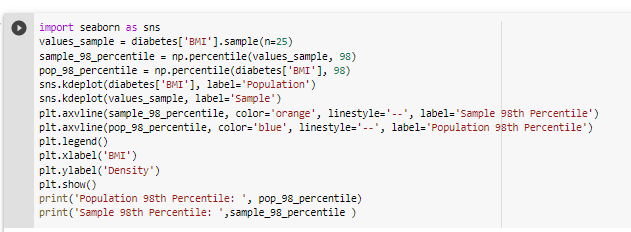 import seaborn as sns
values_sample = diabetes['BMI'].sample(n=25)
sample_98_percentile = np.percentile(values_sample, 98)
pop_98_percentile = np.percentile(diabetes['BMI'], 98)
sns.kdeplot(diabetes['BMI'], label='Population')
sns.kdeplot(values_sample, label='Sample')
plt.axvline(sample_98_percentile, color='orange', linestyle='--', label='Sample 98th Percentile')
plt.axvline(pop_98_percentile, color='blue', linestyle='--', label='Population 98th Percentile')
plt.legend()
plt.xlabel('BMI')
plt.ylabel('Density')
plt.show()
print('Population 98th Percentile: ', pop_98_percentile)
print('Sample 98th Percentile: ',sample_98_percentile )